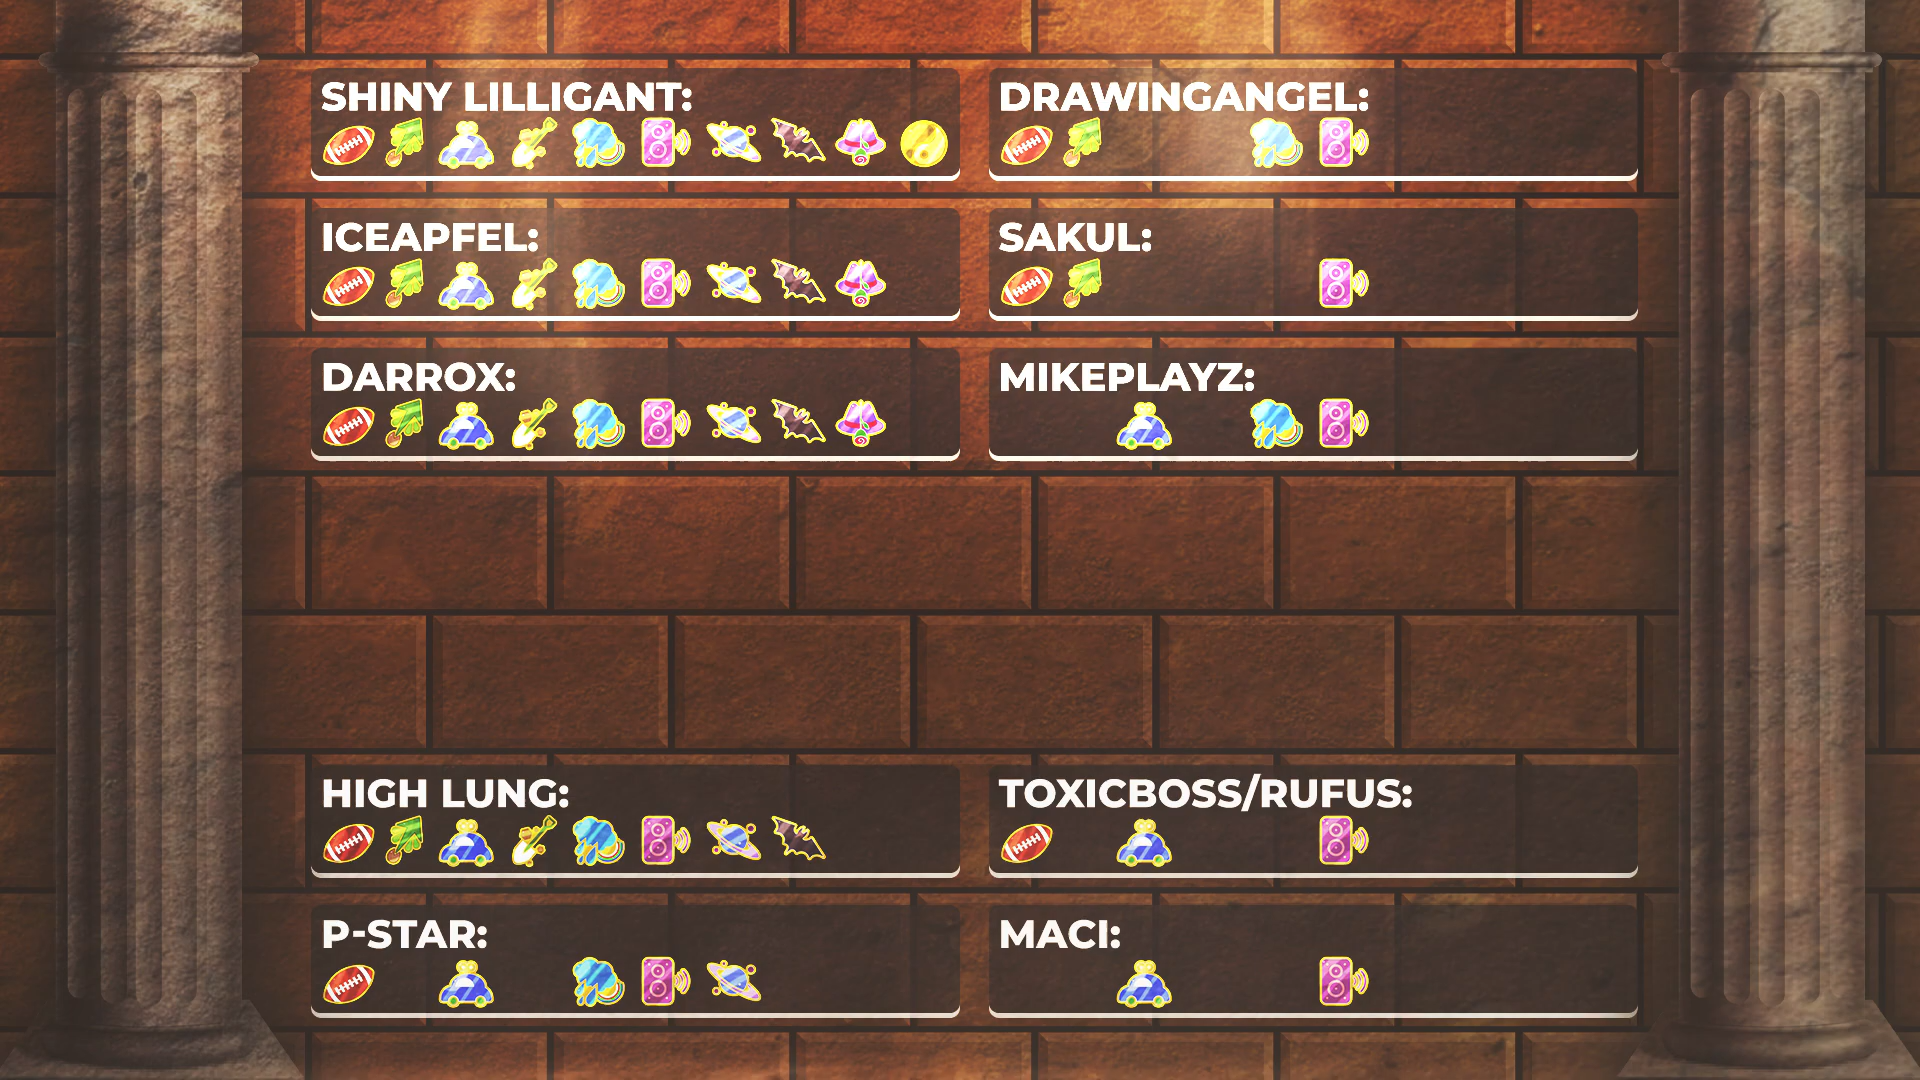 SHINY LILLIGANT:
ICEAPFEL:
DARROX:
HIGH LUNG:
P-STAR:
DRAWINGANGEL:
SAKUL:
MIKEPLAYZ:
TOXICBOSS/RUFUS:
MACI: